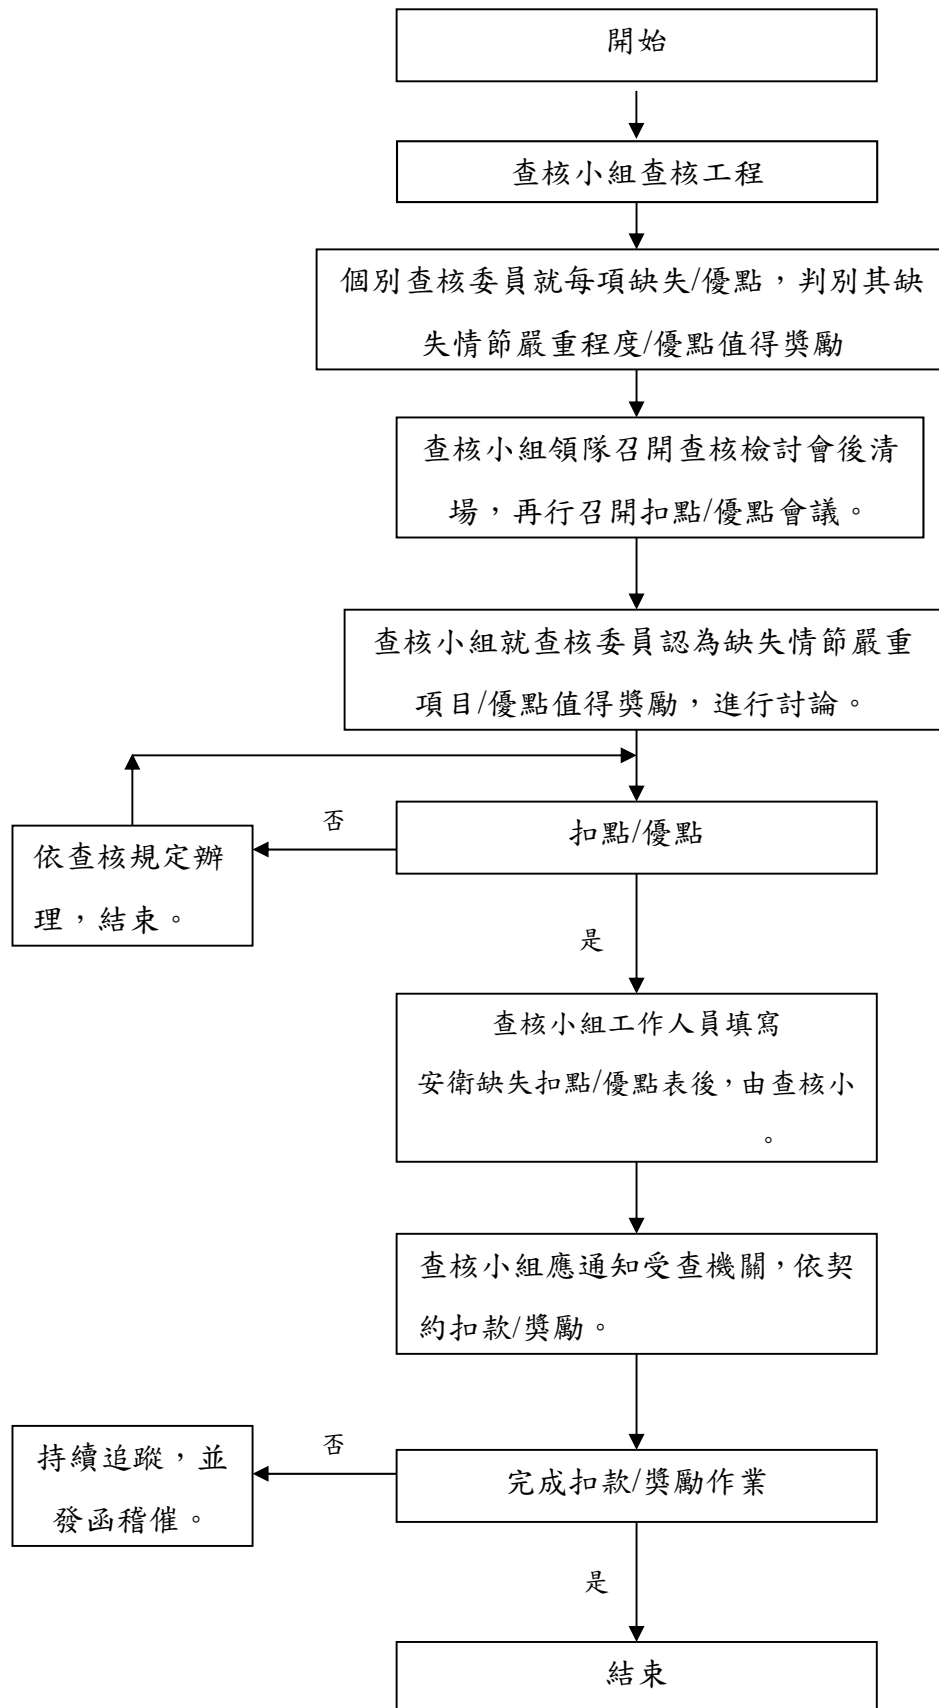 開始
查核小組查核工程
個別查核委員就每項缺失/優點，判別其缺
失情節嚴重程度/優點值得獎勵
查核小組領隊召開查核檢討會後清
場，再行召開扣點/優點會議。
查核小組就查核委員認為缺失情節嚴重
項目/優點值得獎勵，進行討論。
扣點/優點
否
依查核規定辦
理，結束。
是
查核小組工作人員填寫
安衛缺失扣點/優點表後，由查核小
。
查核小組應通知受查機關，依契
約扣款/獎勵。
完成扣款/獎勵作業
否
持續追蹤，並
發函稽催。
是
結束